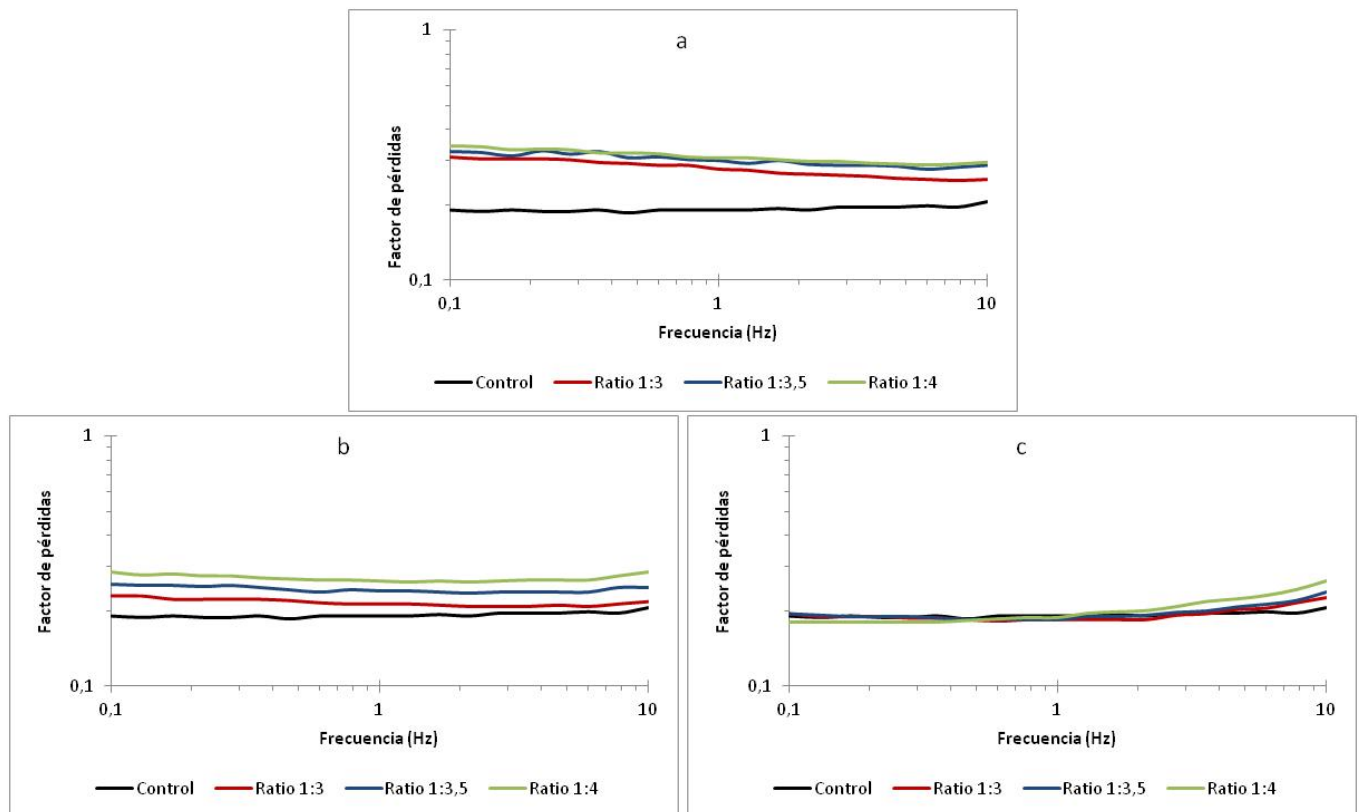 a
1
Factor de pérdidas
0,1
0,1 1 10
Frecuencia (Hz)
Control Ratio 1:3 Ratio 1:3,5 Ratio 1:4
b
1
Factor de pérdidas
0,1
0,1 1 10
Frecuencia (Hz)
Control Ratio 1:3 Ratio 1:3,5 Ratio 1:4
c
1
Factor de pérdidas
0,1
0,1 1 10
Frecuencia (Hz)
Control Ratio 1:3 Ratio 1:3,5 Ratio 1:4